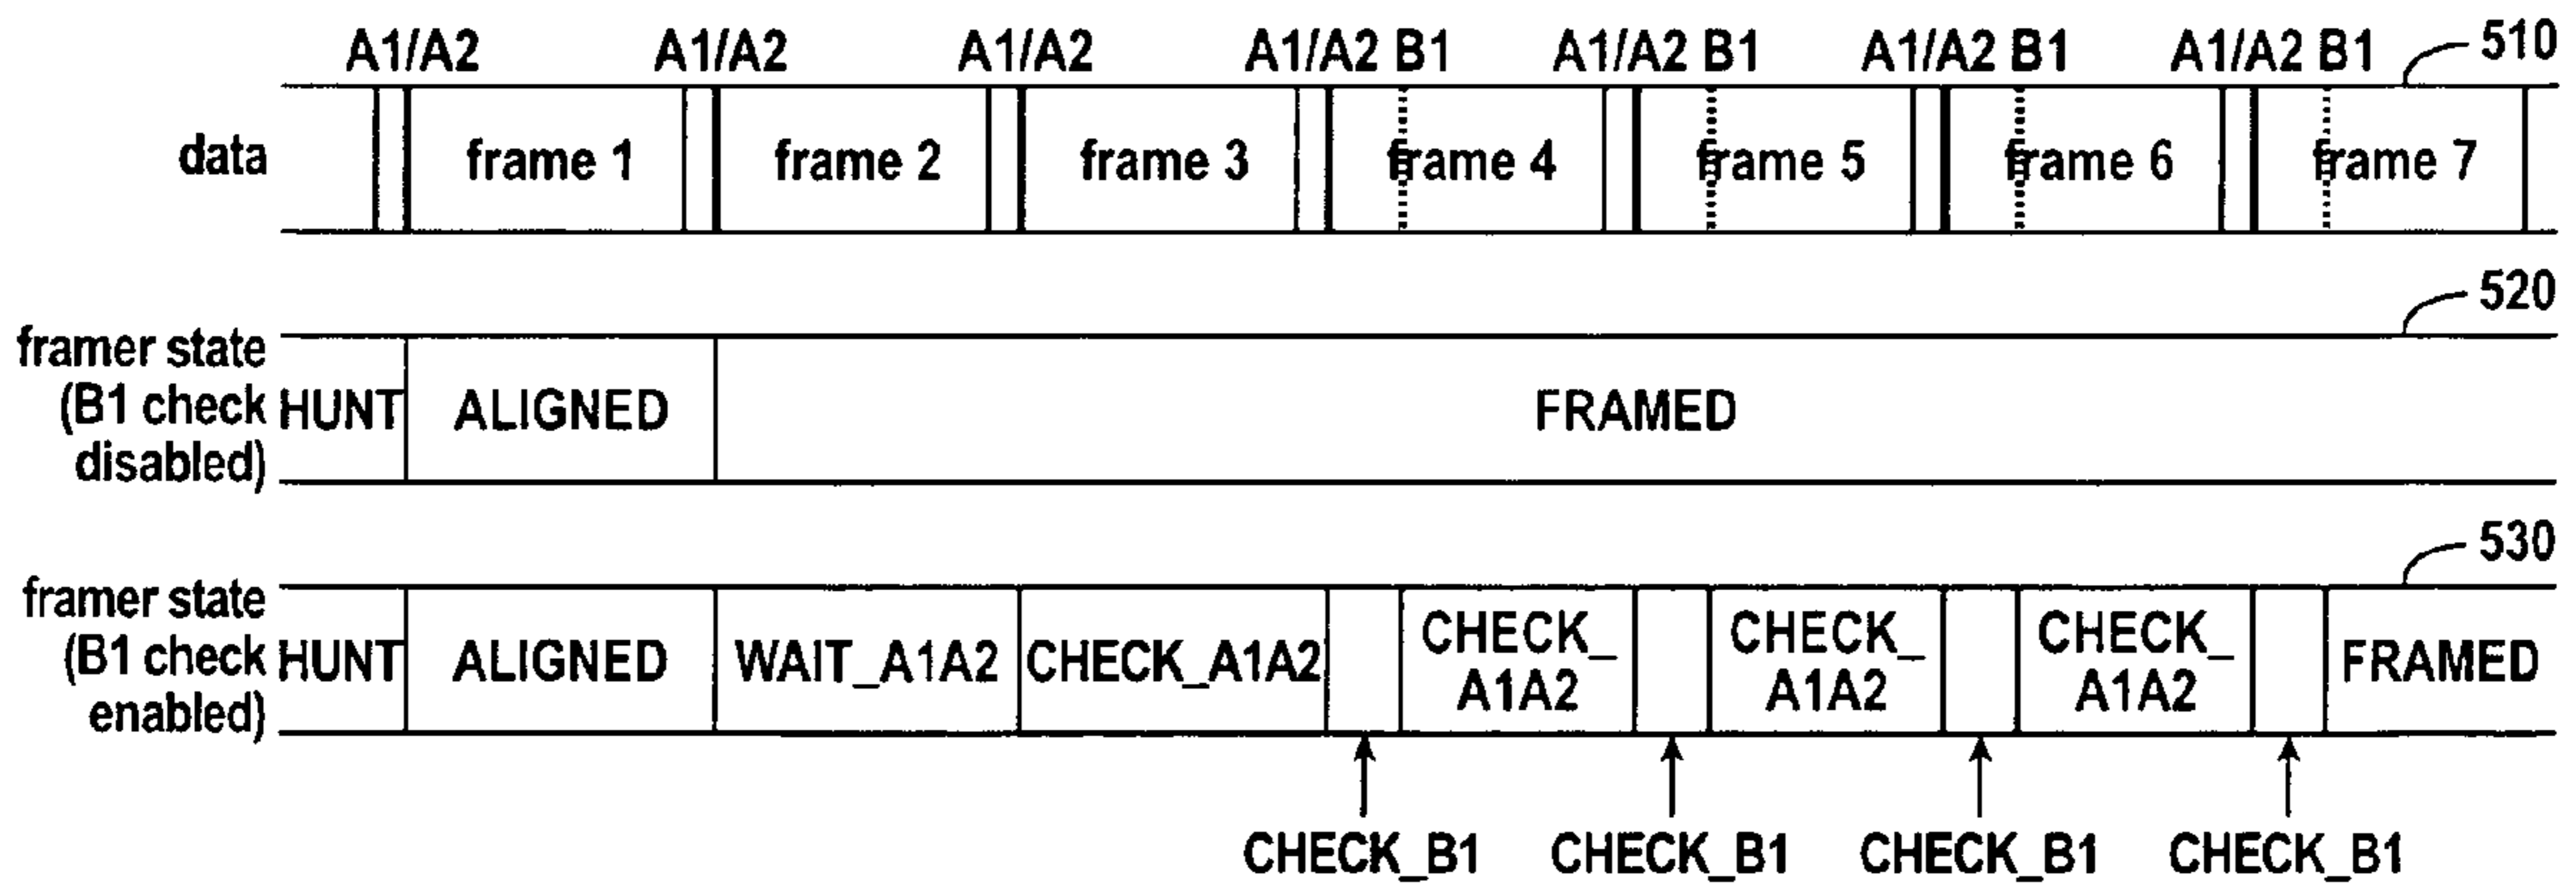 A1/A2 A1/A2 A1/A2 A1/A2 B1 A1/A2 B1 A1/A2 B1 A1/A2 B1 510
data frame 1 frame 2 frame 3 frame 4 frame 5 frame 6 frame 7
520
framer state
(B1 check
disabled)
HUNT ALIGNED FRAMED
530
framer state
(B1 check
enabled)
HUNT ALIGNED WAIT_A1A2 CHECK_A1A2
CHECK_
A1A2
CHECK_
A1A2
CHECK_
A1A2
FRAMED
CHECK_B1 CHECK_B1 CHECK_B1 CHECK_B1